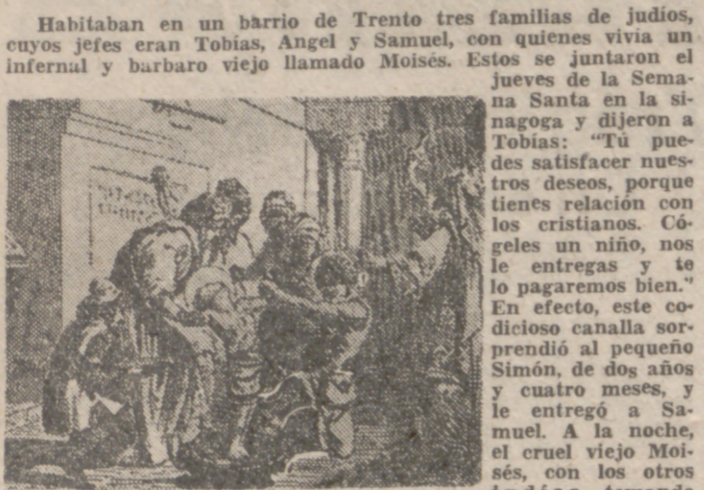 Habitaban en un barrio de Trento tres familias de judíos,
cuyos jefes eran Tobías, Angel y Samuel, con quienes vivía un
infernal y barbaro viejo llamado Moisés. Estos se juntaron el
jueves de la Sema-
na Santa en la si-
nagoga y dijeron a
Tobías: "Tú pue-
des satisfacer nues-
tros deseos, porque
tienes relación con
los cristianos. Có-
geles un niño, nos
le entregas y te
lo pagaremos bien."
En efecto, este co-
dicioso canalla sor-
prendió al pequeño
Simón, de dos años
y cuatro meses, y
le entregó a Sa-
muel. A la noche,
el cruel viejo Moi-
sés, con los otros